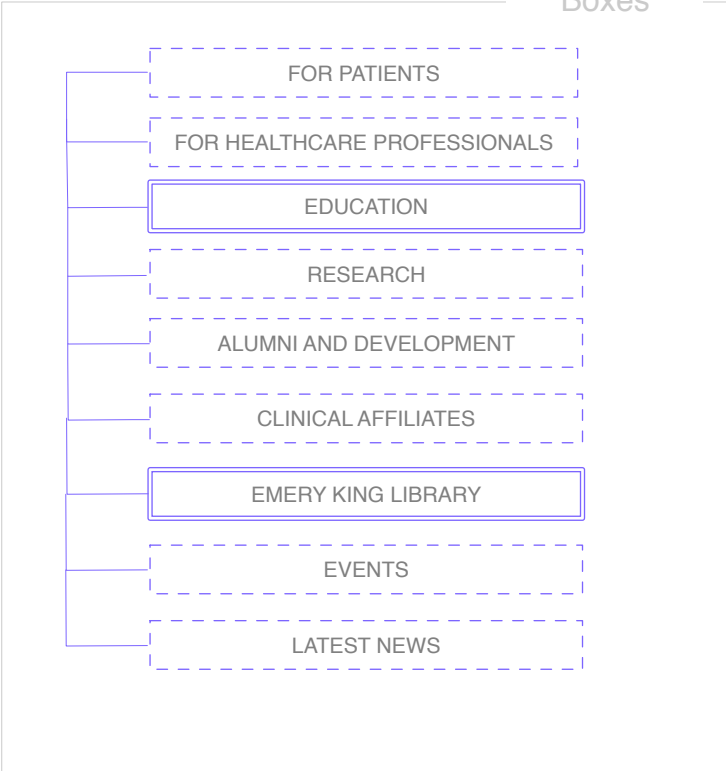 Boxes
FOR PATIENTS
FOR HEALTHCARE PROFESSIONALS
EDUCATION
RESEARCH
ALUMNI AND DEVELOPMENT
CLINICAL AFFILIATES
EMERY KING LIBRARY
EVENTS
LATEST NEWS